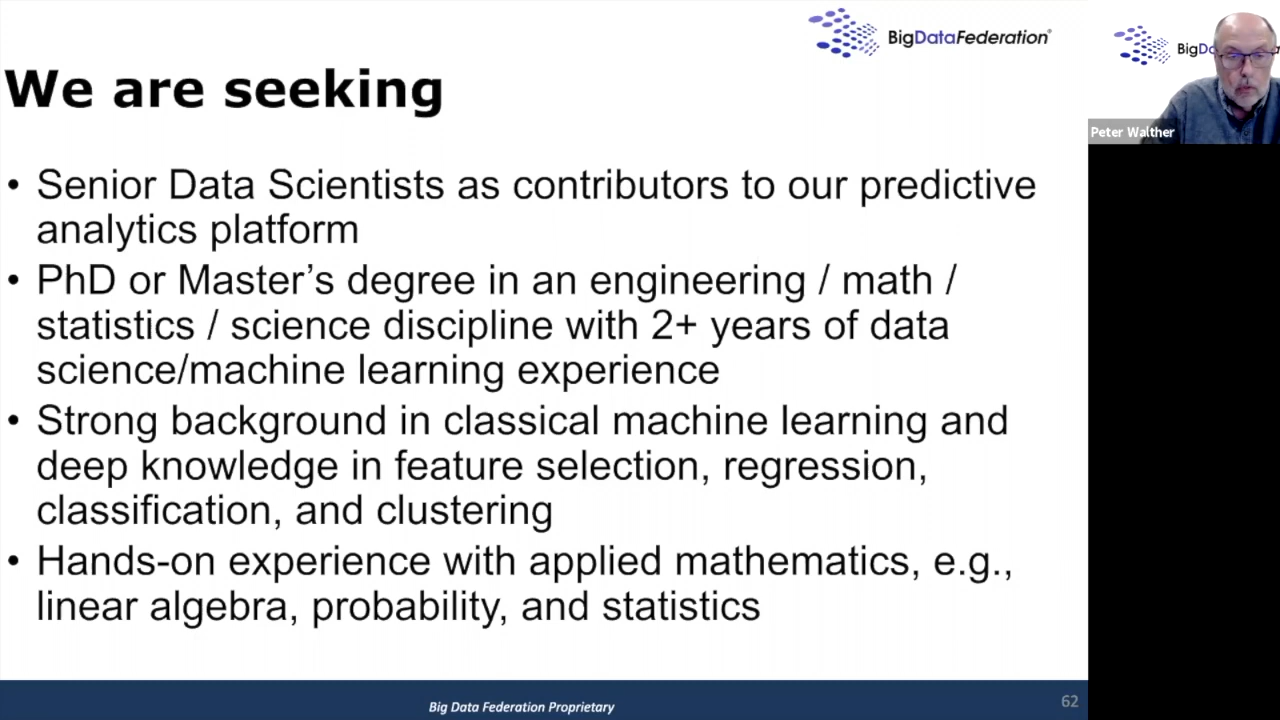 BigDataFederation®
We are seeking
• Senior Data Scientists as contributors to our predictive
analytics platform
• PhD or Master’s degree in an engineering / math /
statistics / science discipline with 2+ years of data
science/machine learning experience
• Strong background in classical machine learning and
deep knowledge in feature selection, regression,
classification, and clustering
• Hands-on experience with applied mathematics, e.g.,
linear algebra, probability, and statistics
Big Data Federation Proprietary
62
Peter Walther